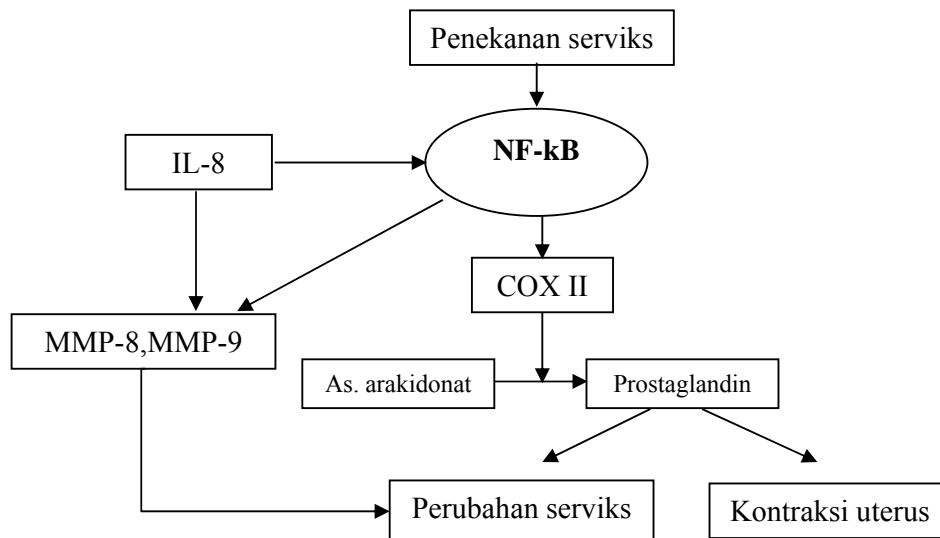 Penekanan serviks
NF-kB
IL-8
COX II
MMP-8,MMP-9
As. arakidonat
Prostaglandin
Perubahan serviks
Kontraksi uterus